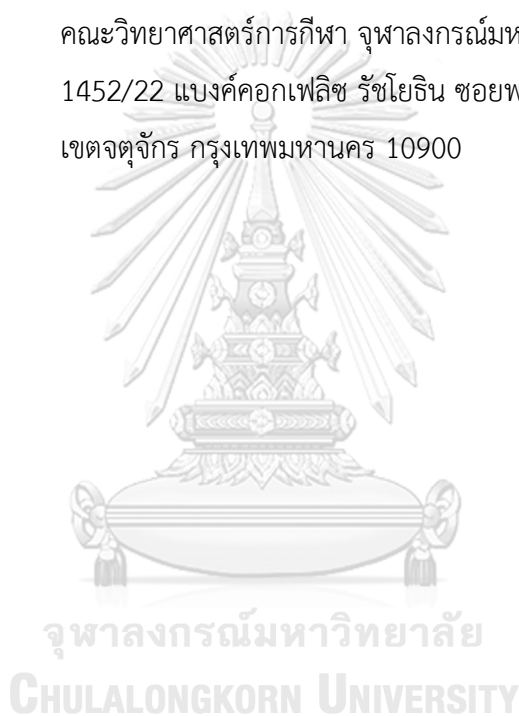 คณะวิทยาศาสตร์การกีฬา จุฬาลงกรณ์มห
1452/22 แบงค์คอกเฟลิซ รัชโยธิน ซอยพ
เขตจตุจักร กรุงเทพมหานคร 10900
จุฬาลงกรณ์มหาวิทยาลัย
CHULALONGKORN UNIVERSITY